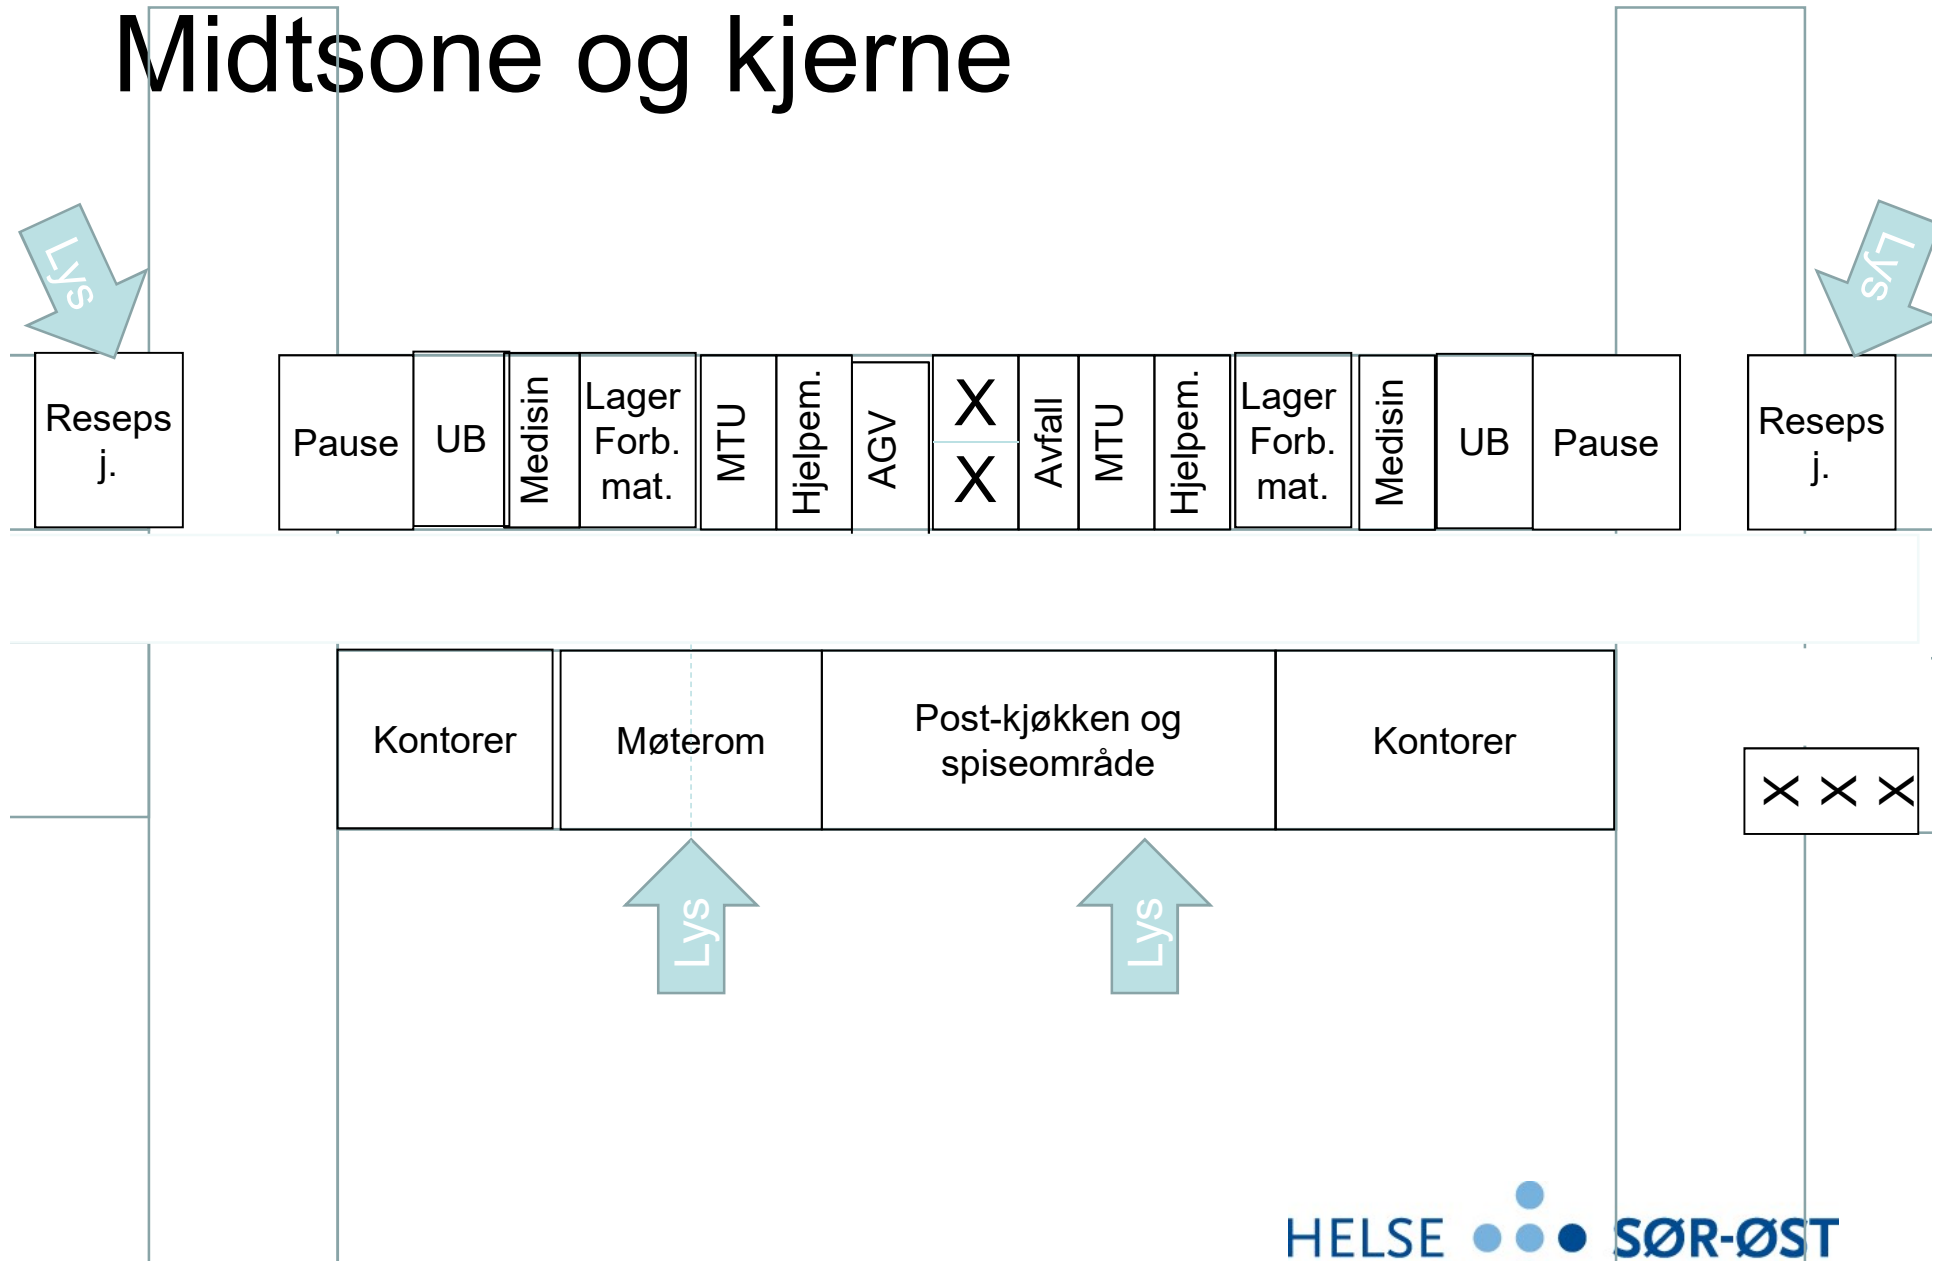 Midtsone og kjerne
Lys
Lys
Reseps
j.
Pause
UB
Medisin
Lager
Forb.
mat.
MTU
Hjelpem.
AGV
X
X
Avfall
MTU
Hjelpem.
Lager
Forb.
mat.
Medisin
UB
Pause
Reseps
j.
Kontorer
Møterom
Post-kjøkken og
spiseområde
Kontorer
X X X
Lys
Lys
HELSE SØR-ØST